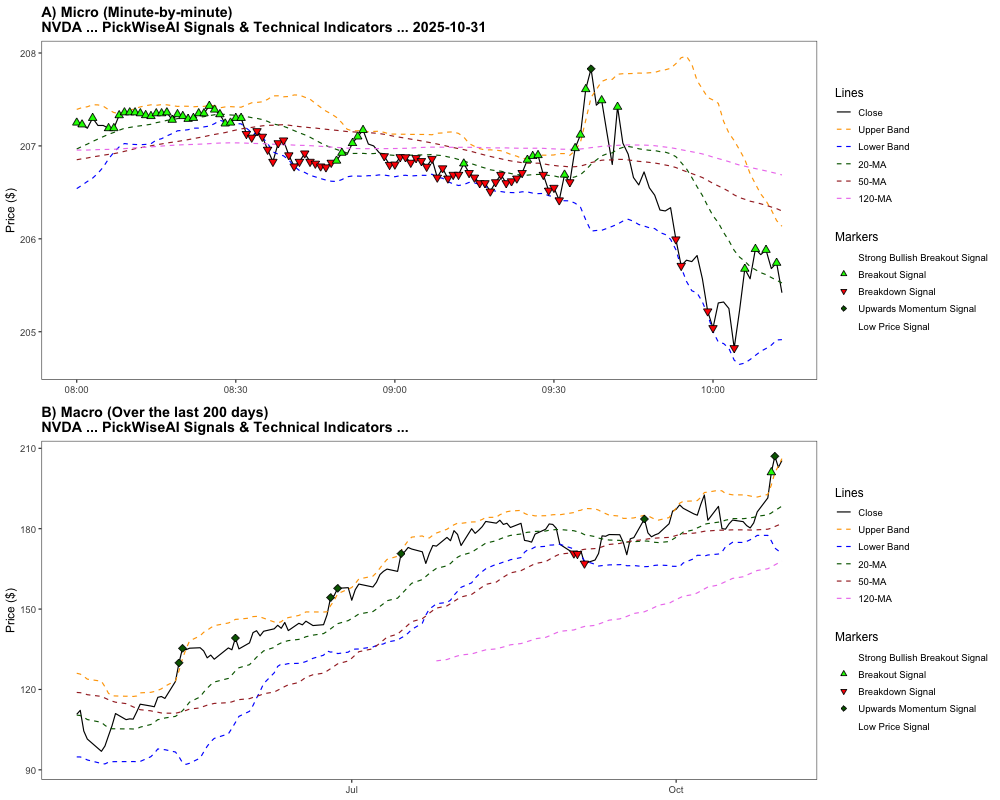 A) Micro (Minute-by-minute)
NVDA ... PickWiseAI Signals & Technical Indicators ... 2025-10-31
208
207
206
205
Price ($)
08:00
08:30
09:00
09:30
10:00
Lines
Close
Upper Band
Lower Band
20-MA
50-MA
120-MA
Markers
Strong Bullish Breakout Signal
Breakout Signal
Breakdown Signal
Upwards Momentum Signal
Low Price Signal
B) Macro (Over the last 200 days)
NVDA ... PickWiseAI Signals & Technical Indicators ...
210
180
150
120
90
Price ($)
Jul
Oct
Lines
Close
Upper Band
Lower Band
20-MA
50-MA
120-MA
Markers
Strong Bullish Breakout Signal
Breakout Signal
Breakdown Signal
Upwards Momentum Signal
Low Price Signal